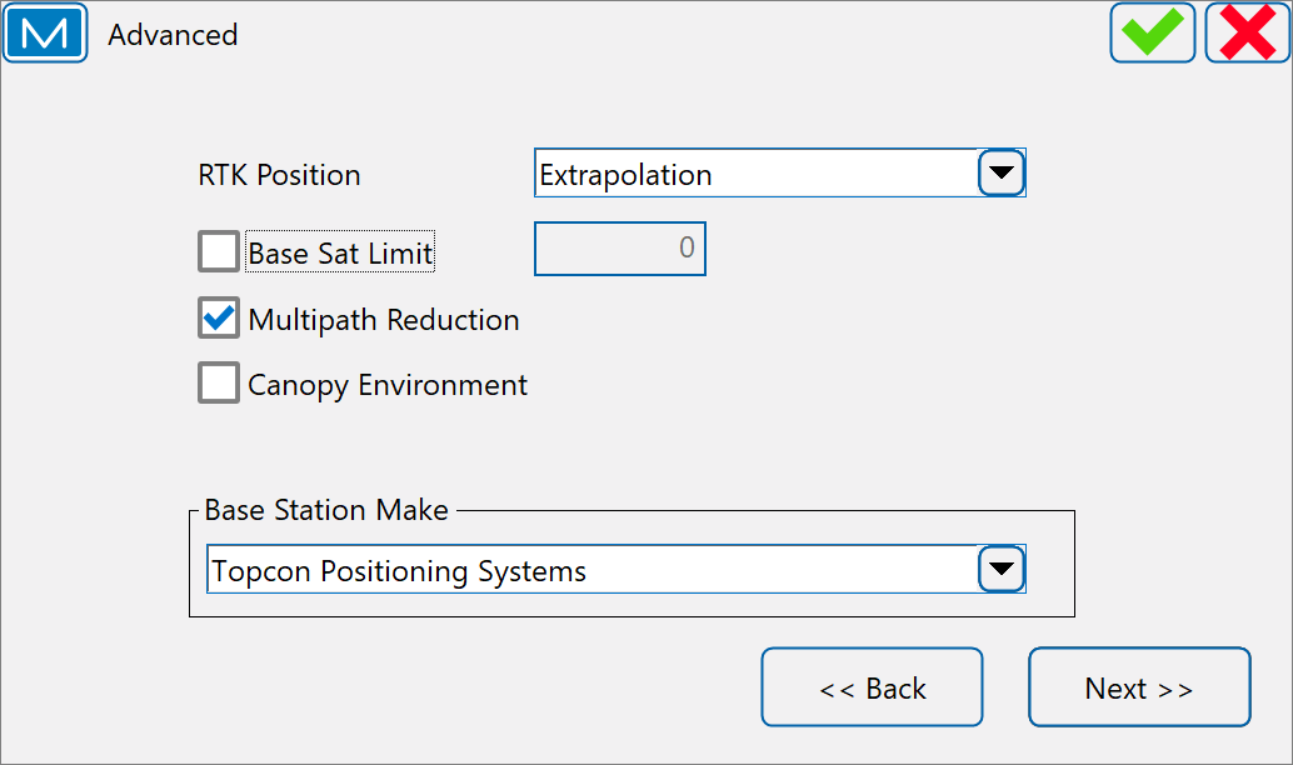 M Advanced
RTK Position Extrapolation
Base Sat Limit 0
Multipath Reduction
Canopy Environment
Base Station Make
Topcon Positioning Systems
<< Back Next >>